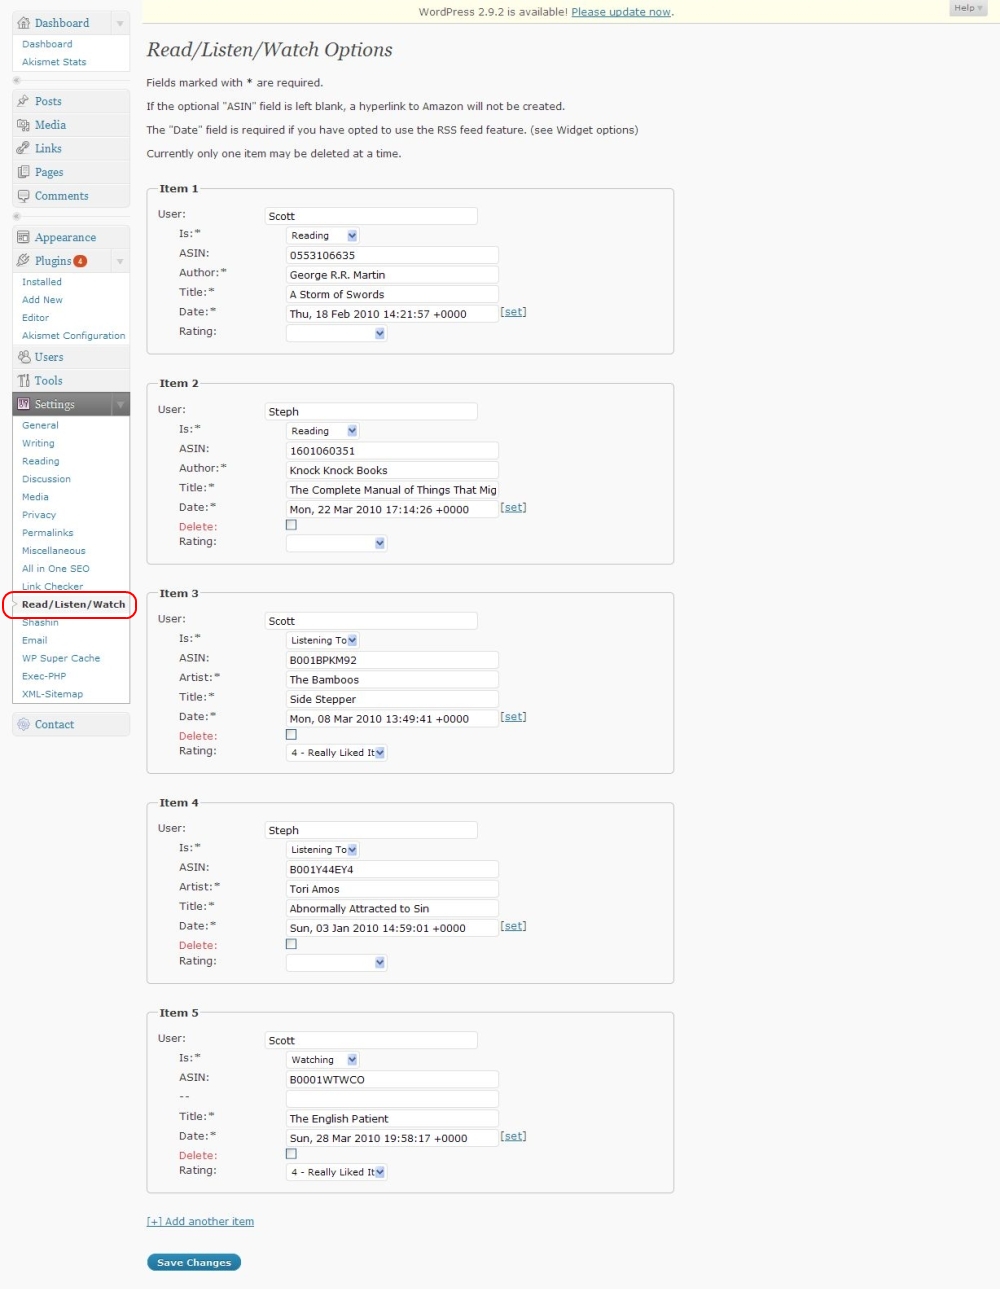 WordPress 2.9.2 is available! Please update now.
Help
Dashboard
Dashboard
Akismet Stats
Posts
Media
Links
Pages
Comments
Appearance
Plugins 4
Installed
Add New
Editor
Akismet Configuration
Users
Tools
Settings
General
Writing
Reading
Discussion
Media
Privacy
Permalinks
Miscellaneous
All in One SEO
Link Checker
Read/Listen/Watch
Shashin
Email
WP Super Cache
Exec-PHP
XML-Sitemap
Contact
Read/Listen/Watch Options
Fields marked with * are required.
If the optional "ASIN" field is left blank, a hyperlink to Amazon will not be created.
The "Date" field is required if you have opted to use the RSS feed feature. (see Widget options)
Currently only one item may be deleted at a time.
Item 1
User: Scott
Is:* Reading
ASIN: 0553106635
Author:* George R.R. Martin
Title:* A Storm of Swords
Date:* Thu, 18 Feb 2010 14:21:57 +0000 [set]
Rating:
Item 2
User: Steph
Is:* Reading
ASIN: 1601060351
Author:* Knock Knock Books
Title:* The Complete Manual of Things That Mig
Date:* Mon, 22 Mar 2010 17:14:26 +0000 [set]
Delete:
Rating:
Item 3
User: Scott
Is:* Listening To
ASIN: B001BPKM92
Artist:* The Bamboos
Title:* Side Stepper
Date:* Mon, 08 Mar 2010 13:49:41 +0000 [set]
Delete:
Rating: 4 - Really Liked It
Item 4
User: Steph
Is:* Listening To
ASIN: B001Y44EY4
Artist:* Tori Amos
Title:* Abnormally Attracted to Sin
Date:* Sun, 03 Jan 2010 14:59:01 +0000 [set]
Delete:
Rating:
Item 5
User: Scott
Is:* Watching
ASIN: B0001WTWCO
--
Title:* The English Patient
Date:* Sun, 28 Mar 2010 19:58:17 +0000 [set]
Delete:
Rating: 4 - Really Liked It
[+] Add another item
Save Changes